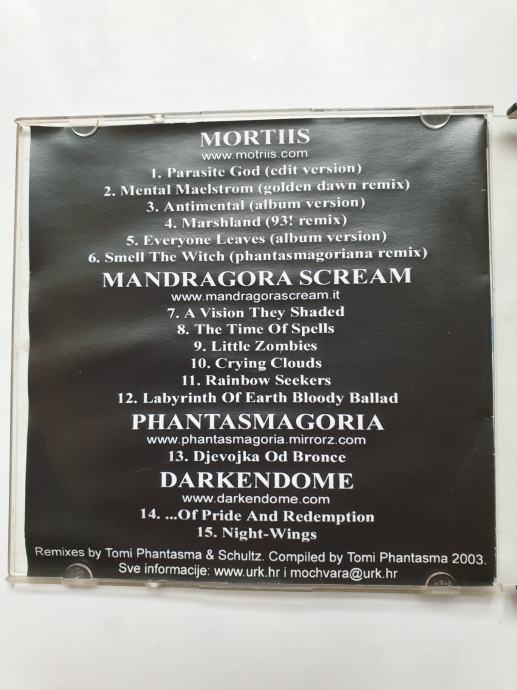 MORTIIS
www.motriis.com
1. Parasite God (edit version)
2. Mental Maelstrom (golden dawn remix)
3. Antimental (album version)
4. Marshland (93! remix)
5. Everyone Leaves (album version)
6. Smell The Witch (phantasmagoriana remix)
MANDRAGORA SCREAM
www.mandragorascream.it
7. A Vision They Shaded
8. The Time Of Spells
9. Little Zombies
10. Crying Clouds
11. Rainbow Seekers
12. Labyrinth Of Earth Bloody Ballad
PHANTASMAGORIA
www.phantasmagoria.mirrorz.com
13. Djevojka Od Bronce
DARKENDOME
www.darkendome.com
14. ...Of Pride And Redemption
15. Night-Wings
Remixes by Tomi Phantasma & Schultz. Compiled by Tomi Phantasma 2003.
Sve informacije: www.urk.hr i mochvara@urk.hr